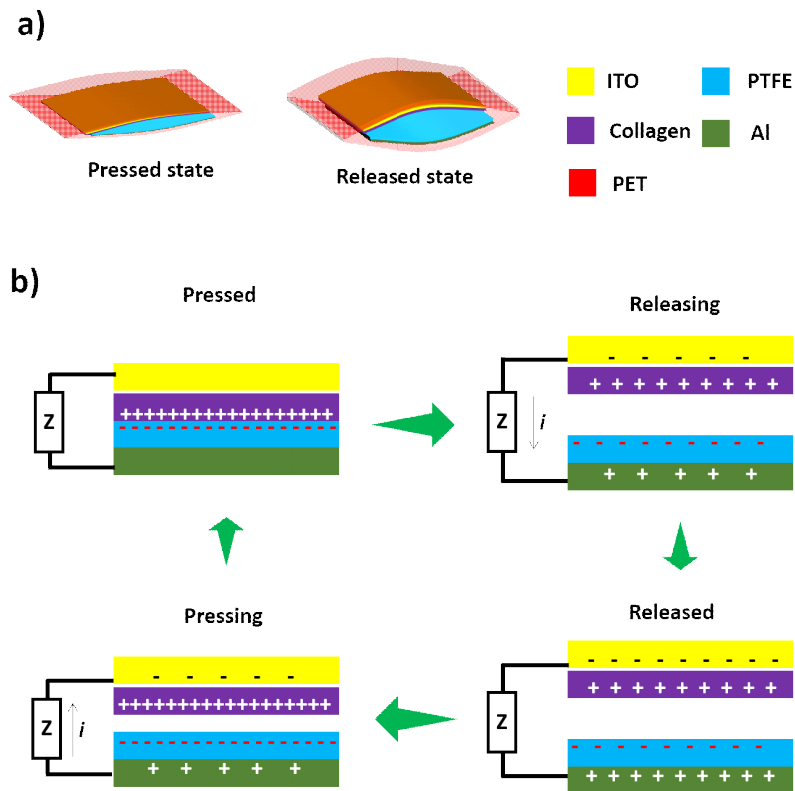 a)
ITO
PTFE
Collagen
Al
PET
Pressed state
Released state
b)
Pressed
Releasing
Z
+++++++++++++++++
- - - - - - - - - - - - - - - - -
- - - - -
+ + + + + + + + +
Z
i
- - - - - - - - -
+ + + + +
Pressing
Released
- - - - -
+++++++++++++++++
Z
i
- - - - - - - - - - - - - - - - -
+ + + + +
- - - - - - - - -
+ + + + + + + + +
Z
- - - - - - - - -
+ + + + + + + + +